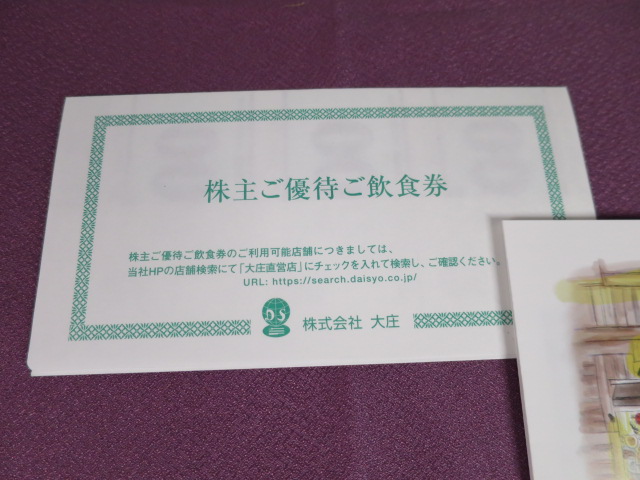 株主ご優待ご飲食券
株主ご優待ご飲食券のご利用可能店舗につきましては、
当社HPの店舗検索にて「大庄直営店」にチェックを入れて検索し、ご確認ください。
URL: https://search.daisyo.co.jp/
D.S
株式会社 大庄